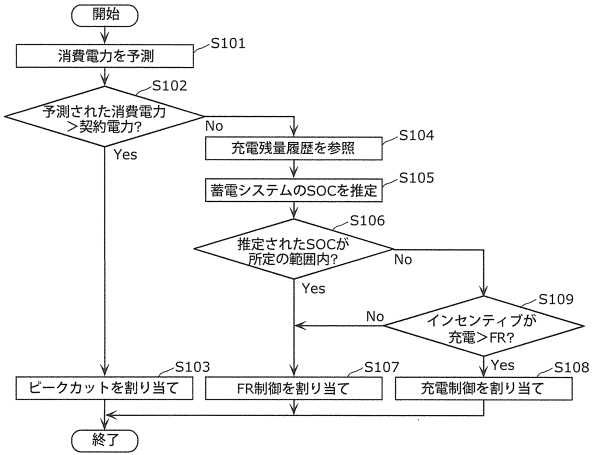 開始
S101
消費電力を予測
S102
予測された消費電力
＞契約電力?
No
Yes
S104
充電残量履歴を参照
S105
蓄電システムのSOCを推定
S106
推定されたSOCが
所定の範囲内?
No
Yes
S109
インセンティブが
充電＞FR?
No
Yes
S103
ピークカットを割り当て
S107
FR制御を割り当て
S108
充電制御を割り当て
終了